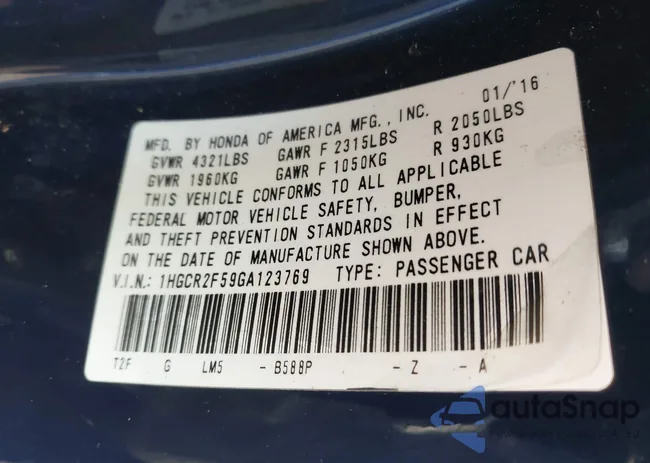 MFD. BY HONDA OF AMERICA MFG., INC. 01/'16
GVWR 4321LBS GAWR F 2315LBS R 2050LBS
GVWR 1960KG GAWR F 1050KG R 930KG
THIS VEHICLE CONFORMS TO ALL APPLICABLE
FEDERAL MOTOR VEHICLE SAFETY, BUMPER,
AND THEFT PREVENTION STANDARDS IN EFFECT
ON THE DATE OF MANUFACTURE SHOWN ABOVE.
V.I.N.: 1HGCR2F59GA123769 TYPE: PASSENGER CAR
T2F G LM5 - B588P - Z - A
autoSnap